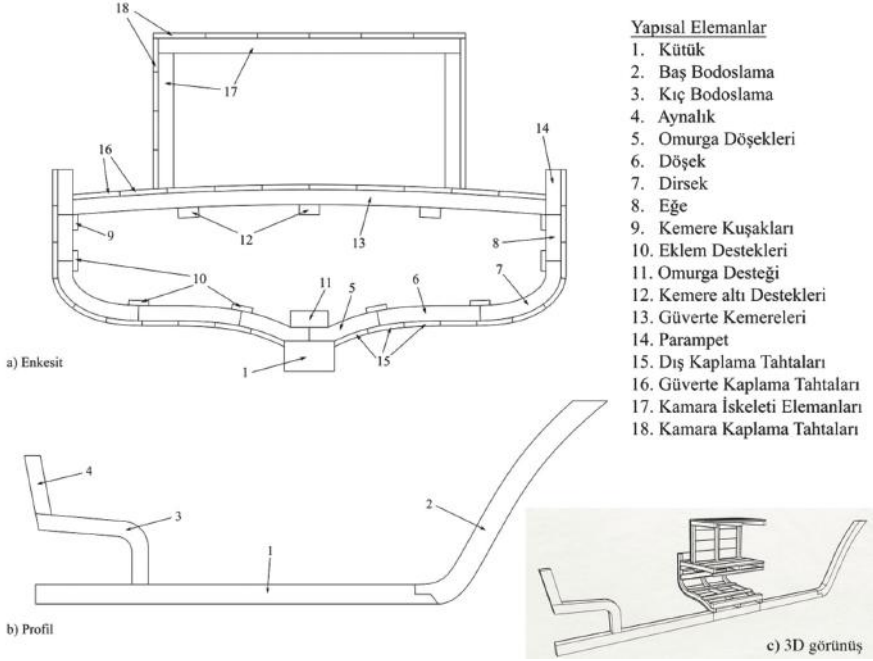 18
17
16
14
9
12
13
8
10
11
5
6
7
15
1
a) Enkesit
4
3
2
1
b) Profil
c) 3D görünüş
Yapısal Elemanlar
1. Kütük
2. Baş Bodoslama
3. Kıç Bodoslama
4. Aynalık
5. Omurga Döşekleri
6. Döşek
7. Dirsek
8. Eğe
9. Kemere Kuşakları
10. Eklem Destekleri
11. Omurga Desteği
12. Kemere altı Destekleri
13. Güverte Kemereleri
14. Parampet
15. Dış Kaplama Tahtaları
16. Güverte Kaplama Tahtaları
17. Kamara İskeleti Elemanları
18. Kamara Kaplama Tahtaları